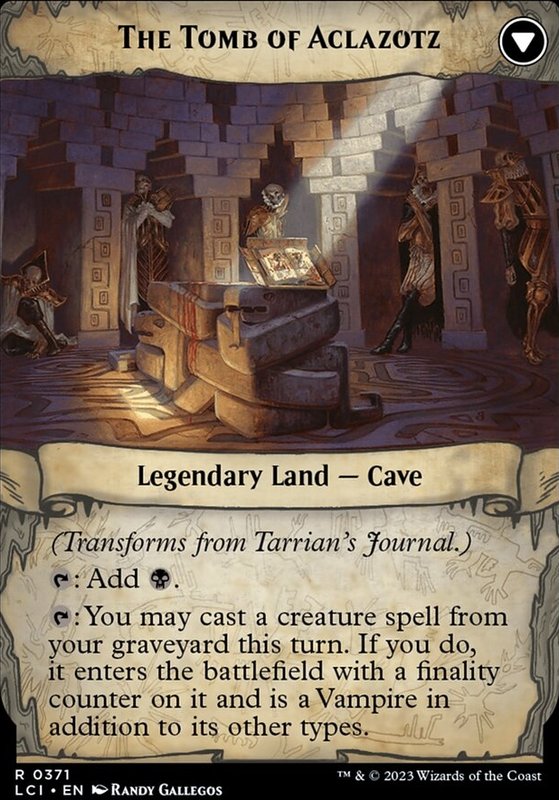 The Tomb of Aclazotz
Legendary Land — Cave
(Transforms from Tarrian's Journal.)
: Add .
: You may cast a creature spell from
your graveyard this turn. If you do,
it enters the battlefield with a finality
counter on it and is a Vampire in
addition to its other types.
R 0371
LCI • EN Randy Gallegos
™ & © 2023 Wizards of the Coast